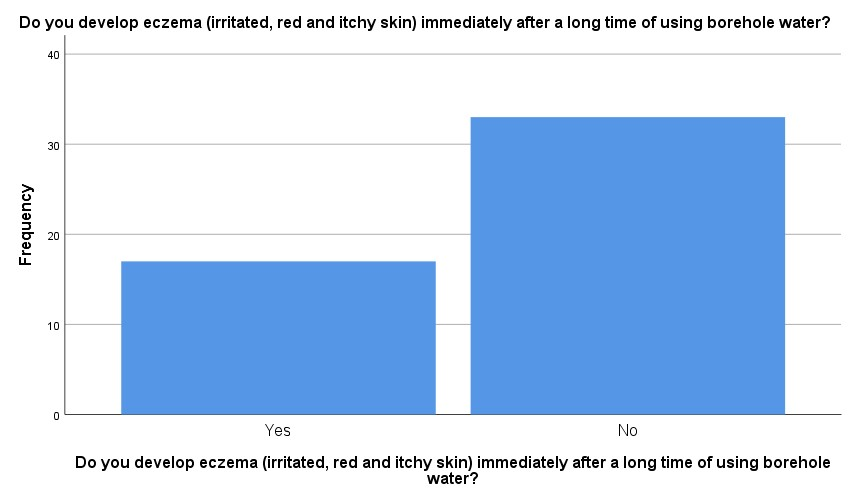 Do you develop eczema (irritated, red and itchy skin) immediately after a long time of using borehole water?
40
30
20
10
0
Frequency
Yes
No
Do you develop eczema (irritated, red and itchy skin) immediately after a long time of using borehole
water?